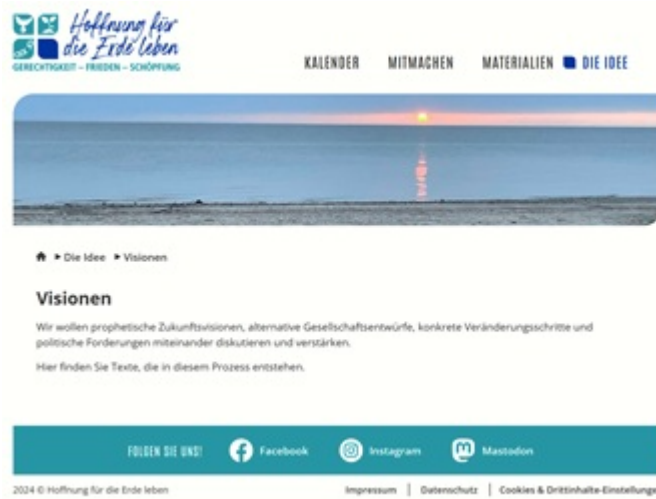 Hoffnung für
die Erde leben
GERECHTIGKEIT – FRIEDEN – SCHÖPFUNG
KALENDER MITMACHEN MATERIALIEN DIE IDEE
Die Idee Visionen
Visionen
Wir wollen prophetische Zukunftsvisionen, alternative Gesellschaftsentwürfe, konkrete Veränderungsschritte und
politische Forderungen miteinander diskutieren und verstärken.
Hier finden Sie Texte, die in diesem Prozess entstehen.
FOLGEN SIE UNS! Facebook Instagram Mastodon
2024 © Hoffnung für die Erde leben Impressum | Datenschutz | Cookies & Drittinhalte-Einstellunge